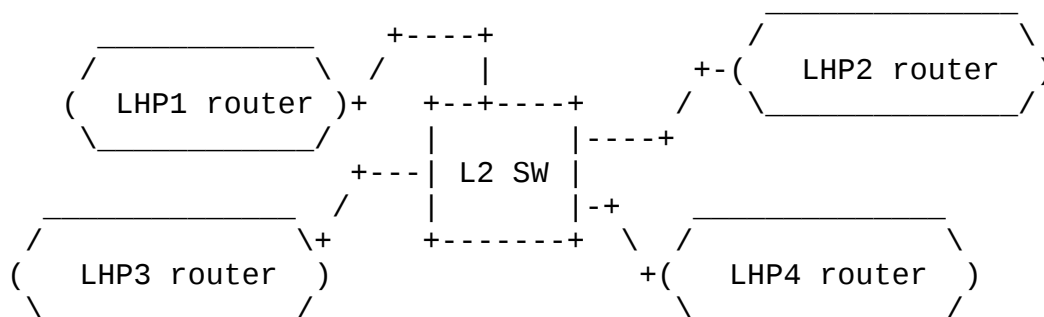 LHP2 router
LHP1 router
L2 SW
LHP3 router
LHP4 router